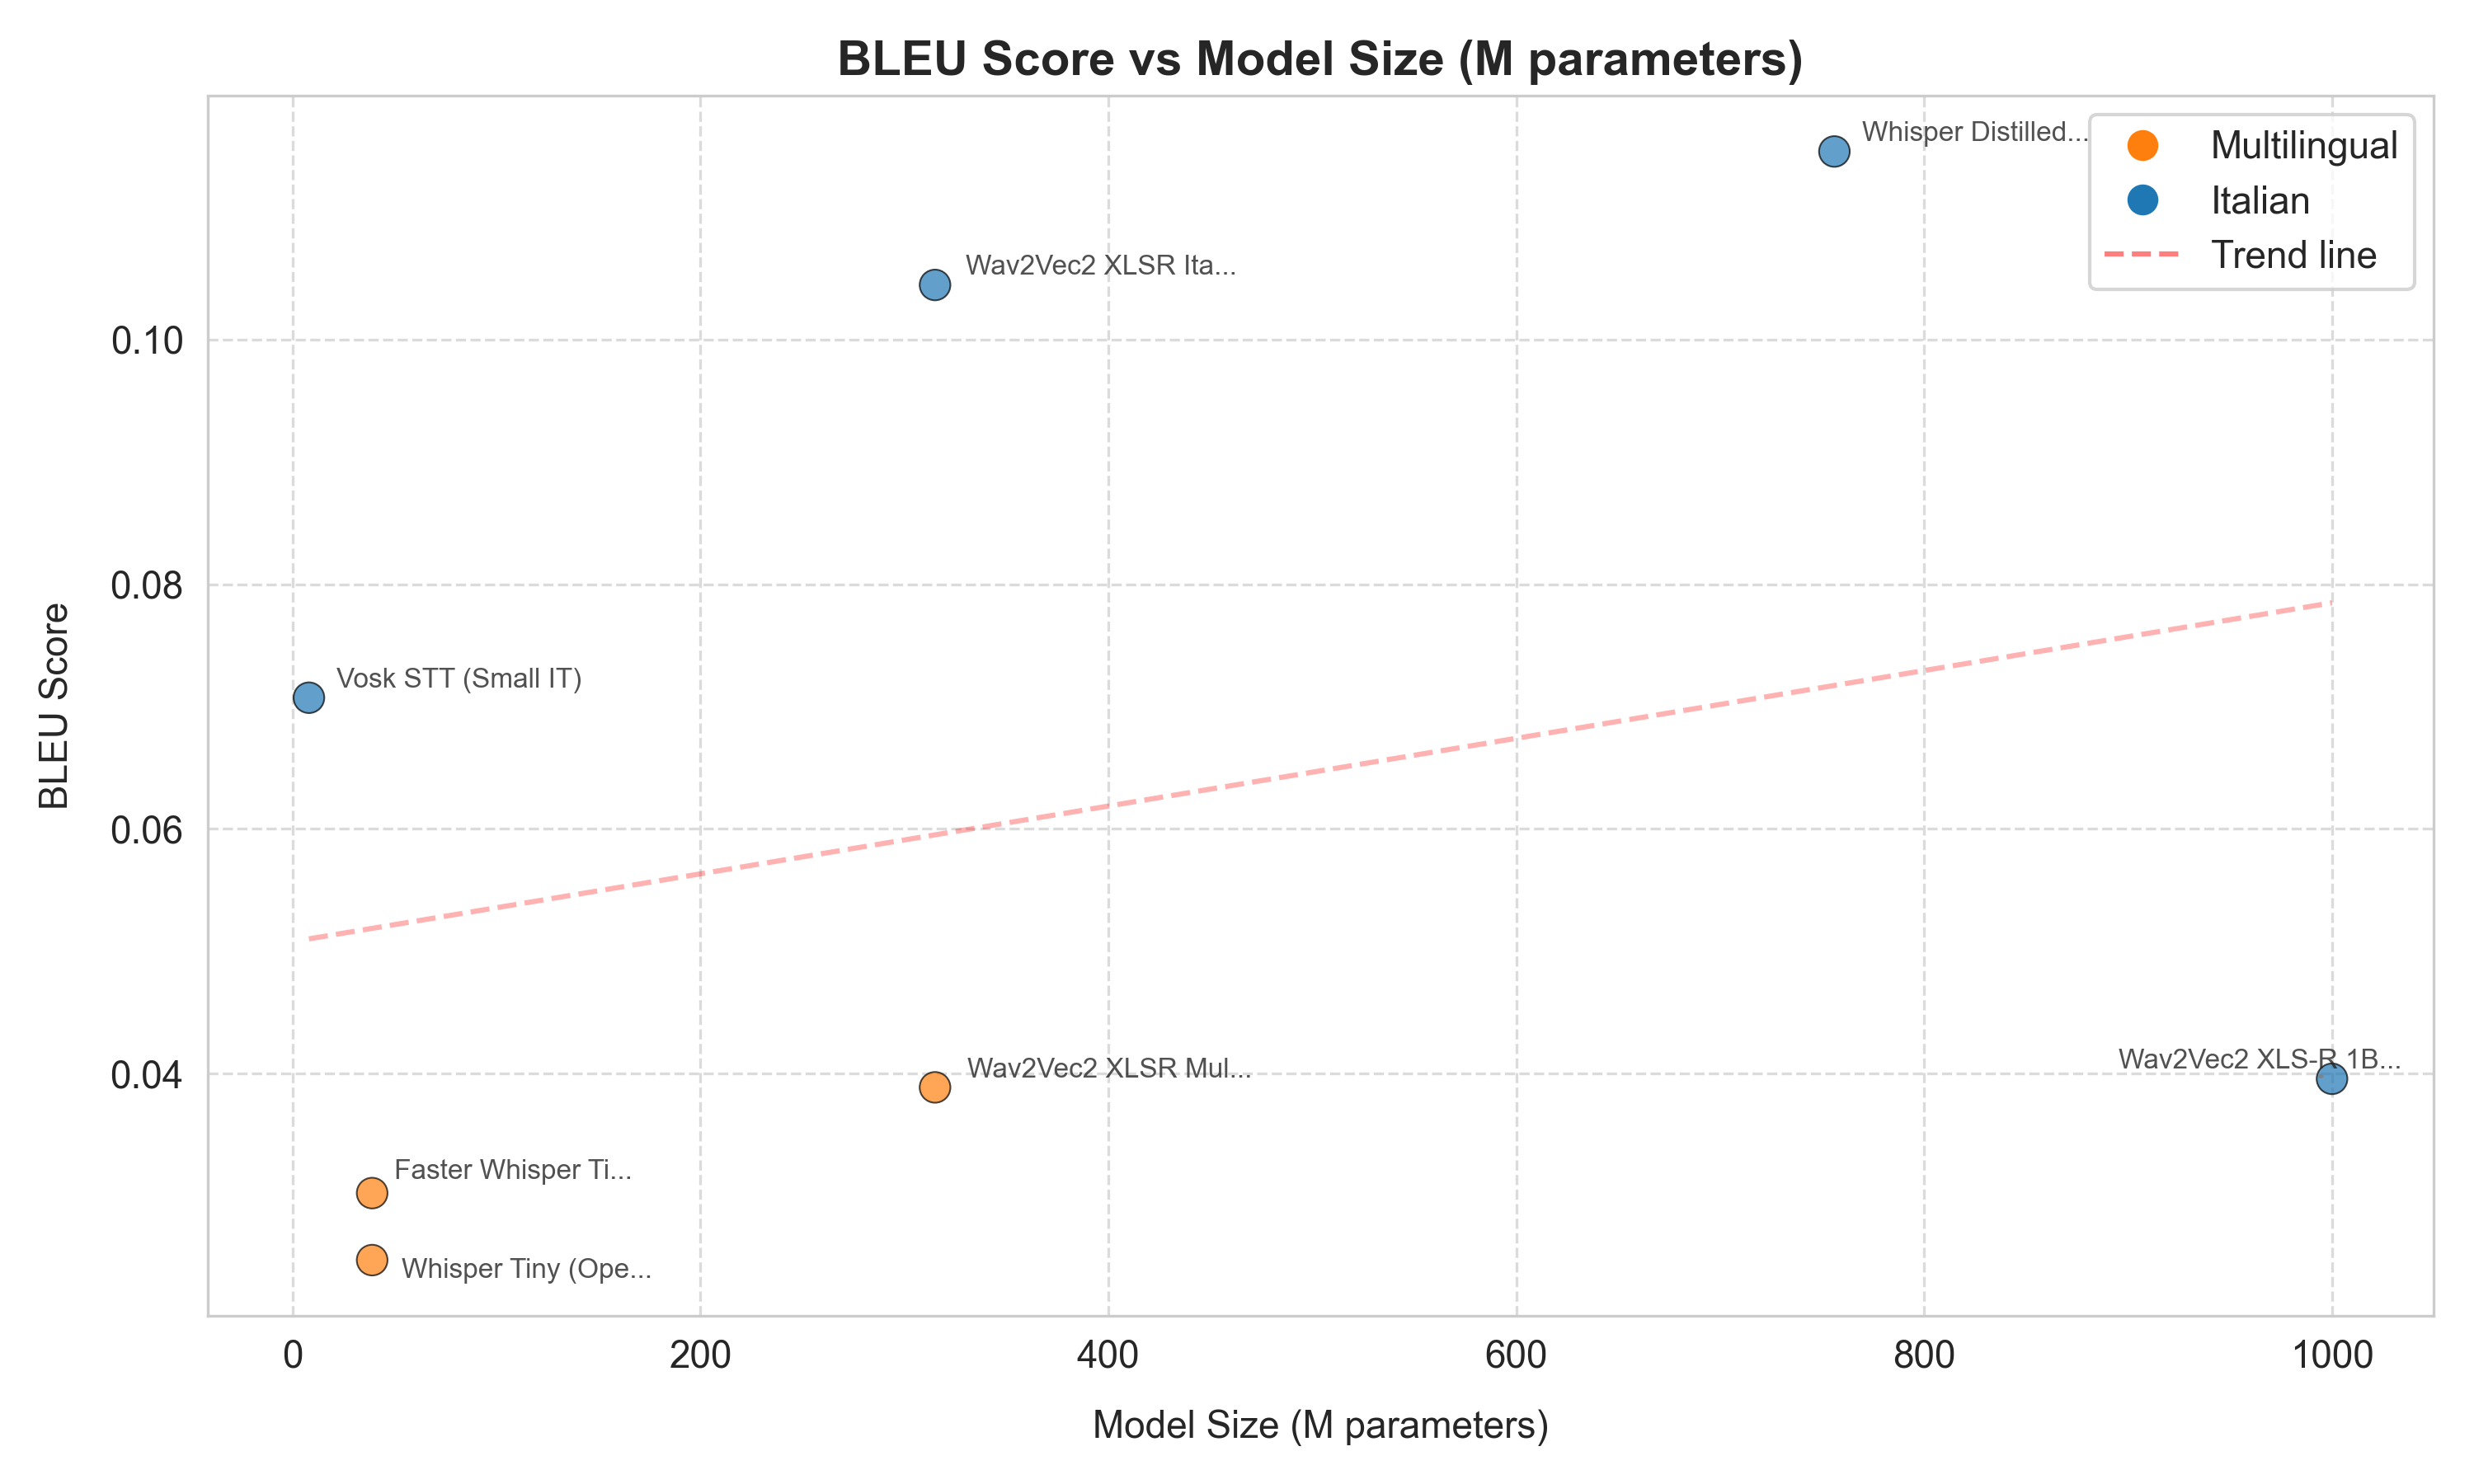 BLEU Score vs Model Size (M parameters)
Whisper Distilled...
Multilingual
Italian
Trend line
Wav2Vec2 XLSR Ita...
0.10
0.08
Vosk STT (Small IT)
BLEU Score
0.06
0.04
Wav2Vec2 XLSR Mul...
Wav2Vec2 XLS-R 1B...
Faster Whisper Ti...
Whisper Tiny (Ope...
0 200 400 600 800 1000
Model Size (M parameters)